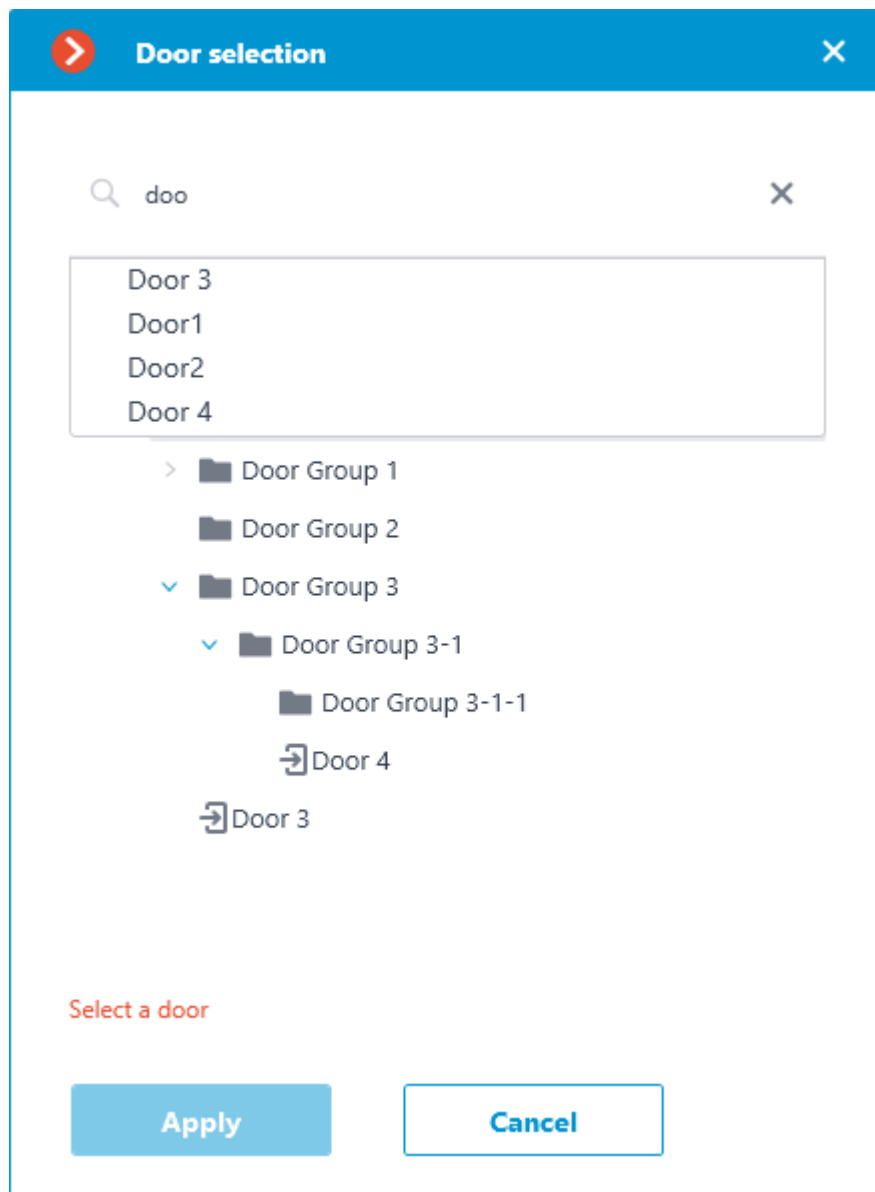 Door selection
doo
Door 3
Door1
Door2
Door 4
Door Group 1
Door Group 2
Door Group 3
Door Group 3-1
Door Group 3-1-1
Door 4
Door 3
Select a door
Apply
Cancel